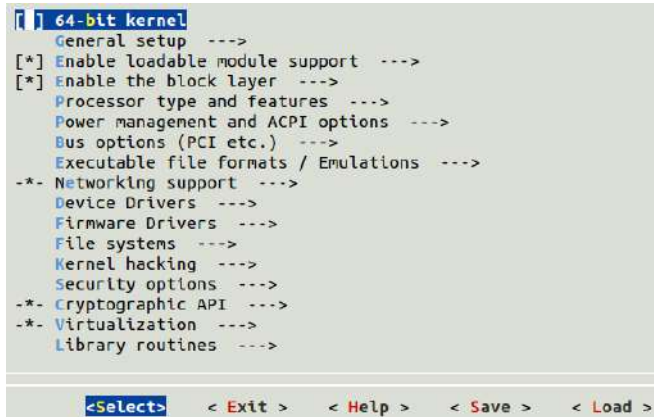 [ ] 64-bit kernel
General setup --->
[*] Enable loadable module support --->
[*] Enable the block layer --->
Processor type and features --->
Power management and ACPI options --->
Bus options (PCI etc.) --->
Executable file formats / Emulations --->
-*- Networking support --->
Device Drivers --->
Firmware Drivers --->
File systems --->
Kernel hacking --->
Security options --->
-*- Cryptographic API --->
-*- Virtualization --->
Library routines --->
<Select> < Exit > < Help > < Save > < Load >